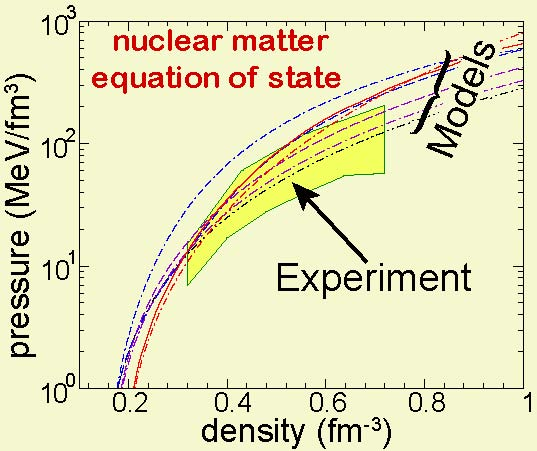 nuclear matter
equation of state
Models
Experiment
pressure (MeV/fm³)
10³
10²
10¹
10⁰
0.2 0.4 0.6 0.8 1
density (fm⁻³)